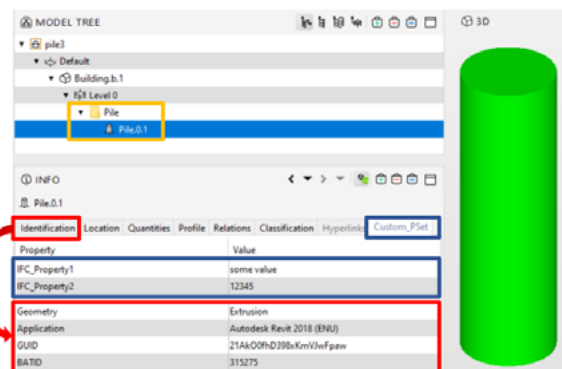 MODEL TREE
3D
pile3
Default
Building.b.1
Level 0
Pile
Pile.0.1
INFO
Pile.0.1
Identification Location Quantities Profile Relations Classification Hyperlinks Custom_PSet
Property Value
IFC_Property1 some value
IFC_Property2 12345
Geometry Extrusion
Application Autodesk Revit 2018 (ENU)
GUID
BATID 315275